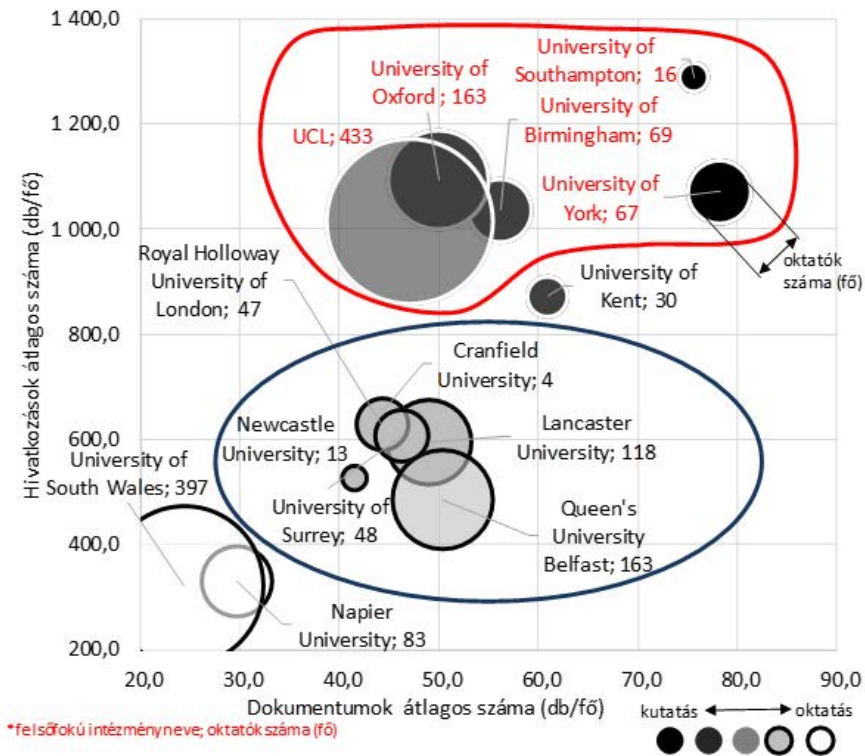 Hivatkozások átlagos száma (db/fő)
1 400,0
1 200,0
1 000,0
800,0
600,0
400,0
200,0
University of
Southampton; 16
University of
Oxford ; 163
University of
Birmingham; 69
UCL; 433
University of
York; 67
oktatók
száma (fő)
Royal Holloway
University of
London; 47
University of
Kent; 30
Cranfield
University; 4
Newcastle
University; 13
Lancaster
University; 118
University of
South Wales; 397
University of
Surrey; 48
Queen's
University
Belfast; 163
Napier
University; 83
20,0 30,0 40,0 50,0 60,0 70,0 80,0 90,0
Dokumentumok átlagos száma (db/fő)
*felsőfokú intézmény neve; oktatók száma (fő)
kutatás oktatás